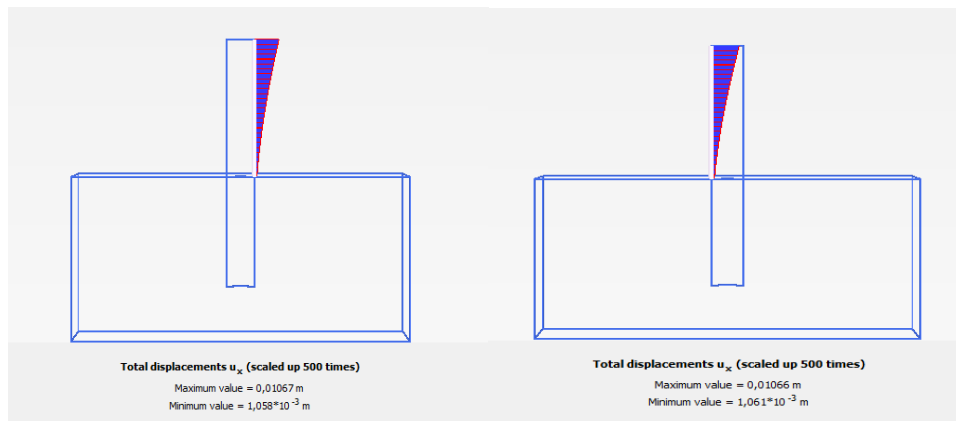 Total displacements uₓ (scaled up 500 times)
Maximum value = 0,01067 m
Minimum value = 1,058*10⁻³ m
Total displacements uₓ (scaled up 500 times)
Maximum value = 0,01066 m
Minimum value = 1,061*10⁻³ m